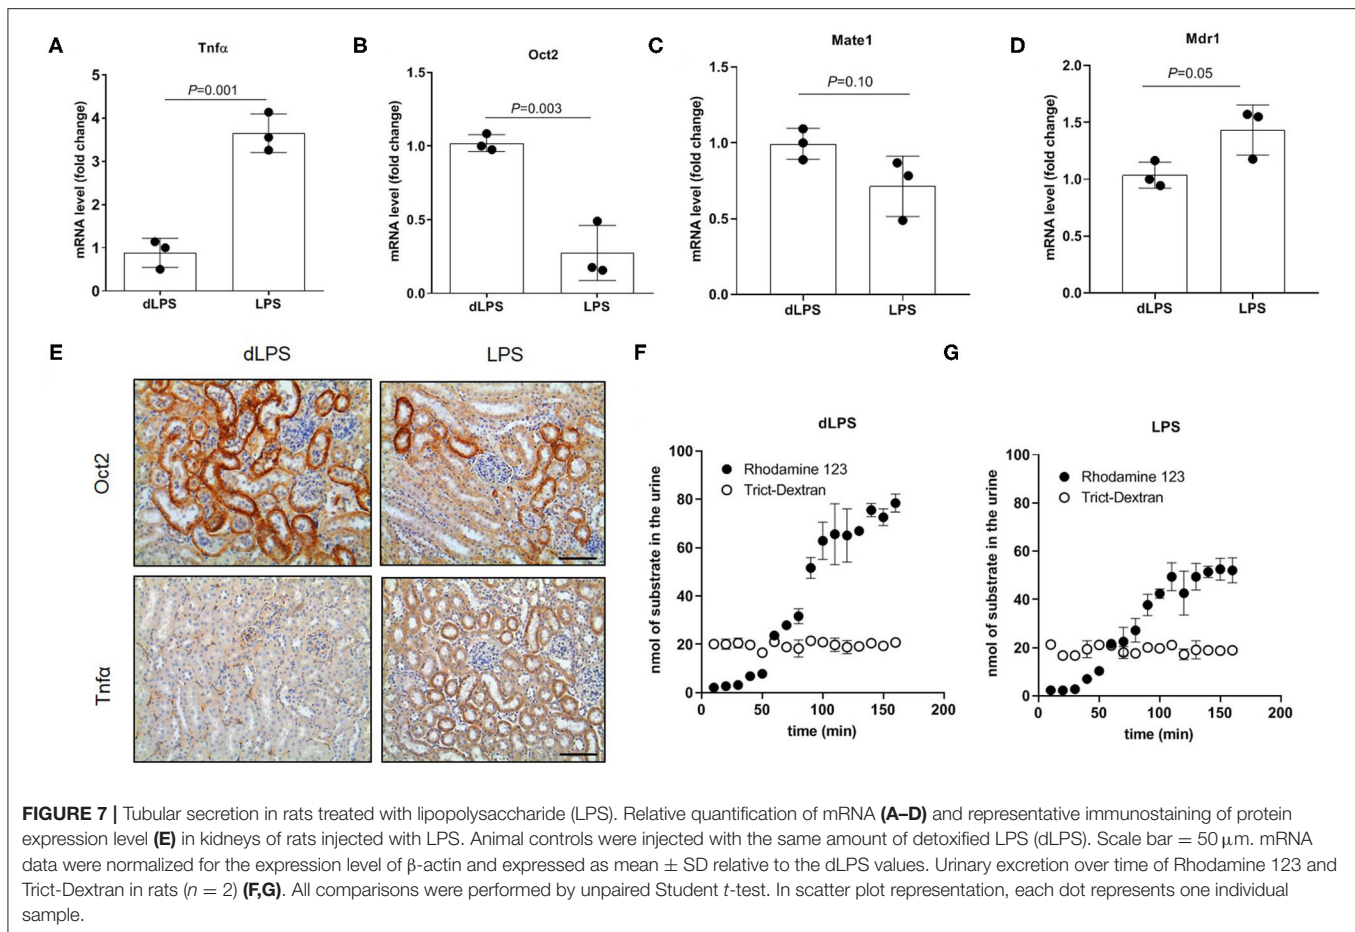 A
Tnfα
mRNA level (fold change)
5
4
3
2
1
0
P=0.001
dLPS
LPS
B
Oct2
mRNA level (fold change)
1.5
1.0
0.5
0.0
P=0.003
dLPS
LPS
C
Mate1
mRNA level (fold change)
1.5
1.0
0.5
0.0
P=0.10
dLPS
LPS
D
Mdr1
mRNA level (fold change)
2.0
1.5
1.0
0.5
0.0
P=0.05
dLPS
LPS
E
dLPS
LPS
Oct2
Tnfα
F
dLPS
nmol of substrate in the urine
100
80
60
40
20
0
Rhodamine 123
Trict-Dextran
0
50
100
150
200
time (min)
G
LPS
nmol of substrate in the urine
100
80
60
40
20
0
Rhodamine 123
Trict-Dextran
0
50
100
150
200
time (min)
FIGURE 7 | Tubular secretion in rats treated with lipopolysaccharide (LPS). Relative quantification of mRNA (A–D) and representative immunostaining of protein
expression level (E) in kidneys of rats injected with LPS. Animal controls were injected with the same amount of detoxified LPS (dLPS). Scale bar = 50 μm. mRNA
data were normalized for the expression level of β-actin and expressed as mean ± SD relative to the dLPS values. Urinary excretion over time of Rhodamine 123 and
Trict-Dextran in rats (n = 2) (F,G). All comparisons were performed by unpaired Student t-test. In scatter plot representation, each dot represents one individual
sample.